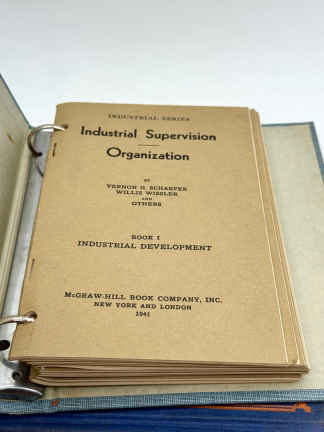 INDUSTRIAL SERIES
Industrial Supervision
Organization
BY
VERNON G. SCHAEFER
WILLIS WISSLER
AND
OTHERS
BOOK I
INDUSTRIAL DEVELOPMENT
McGRAW-HILL BOOK COMPANY, INC.
NEW YORK AND LONDON
1941